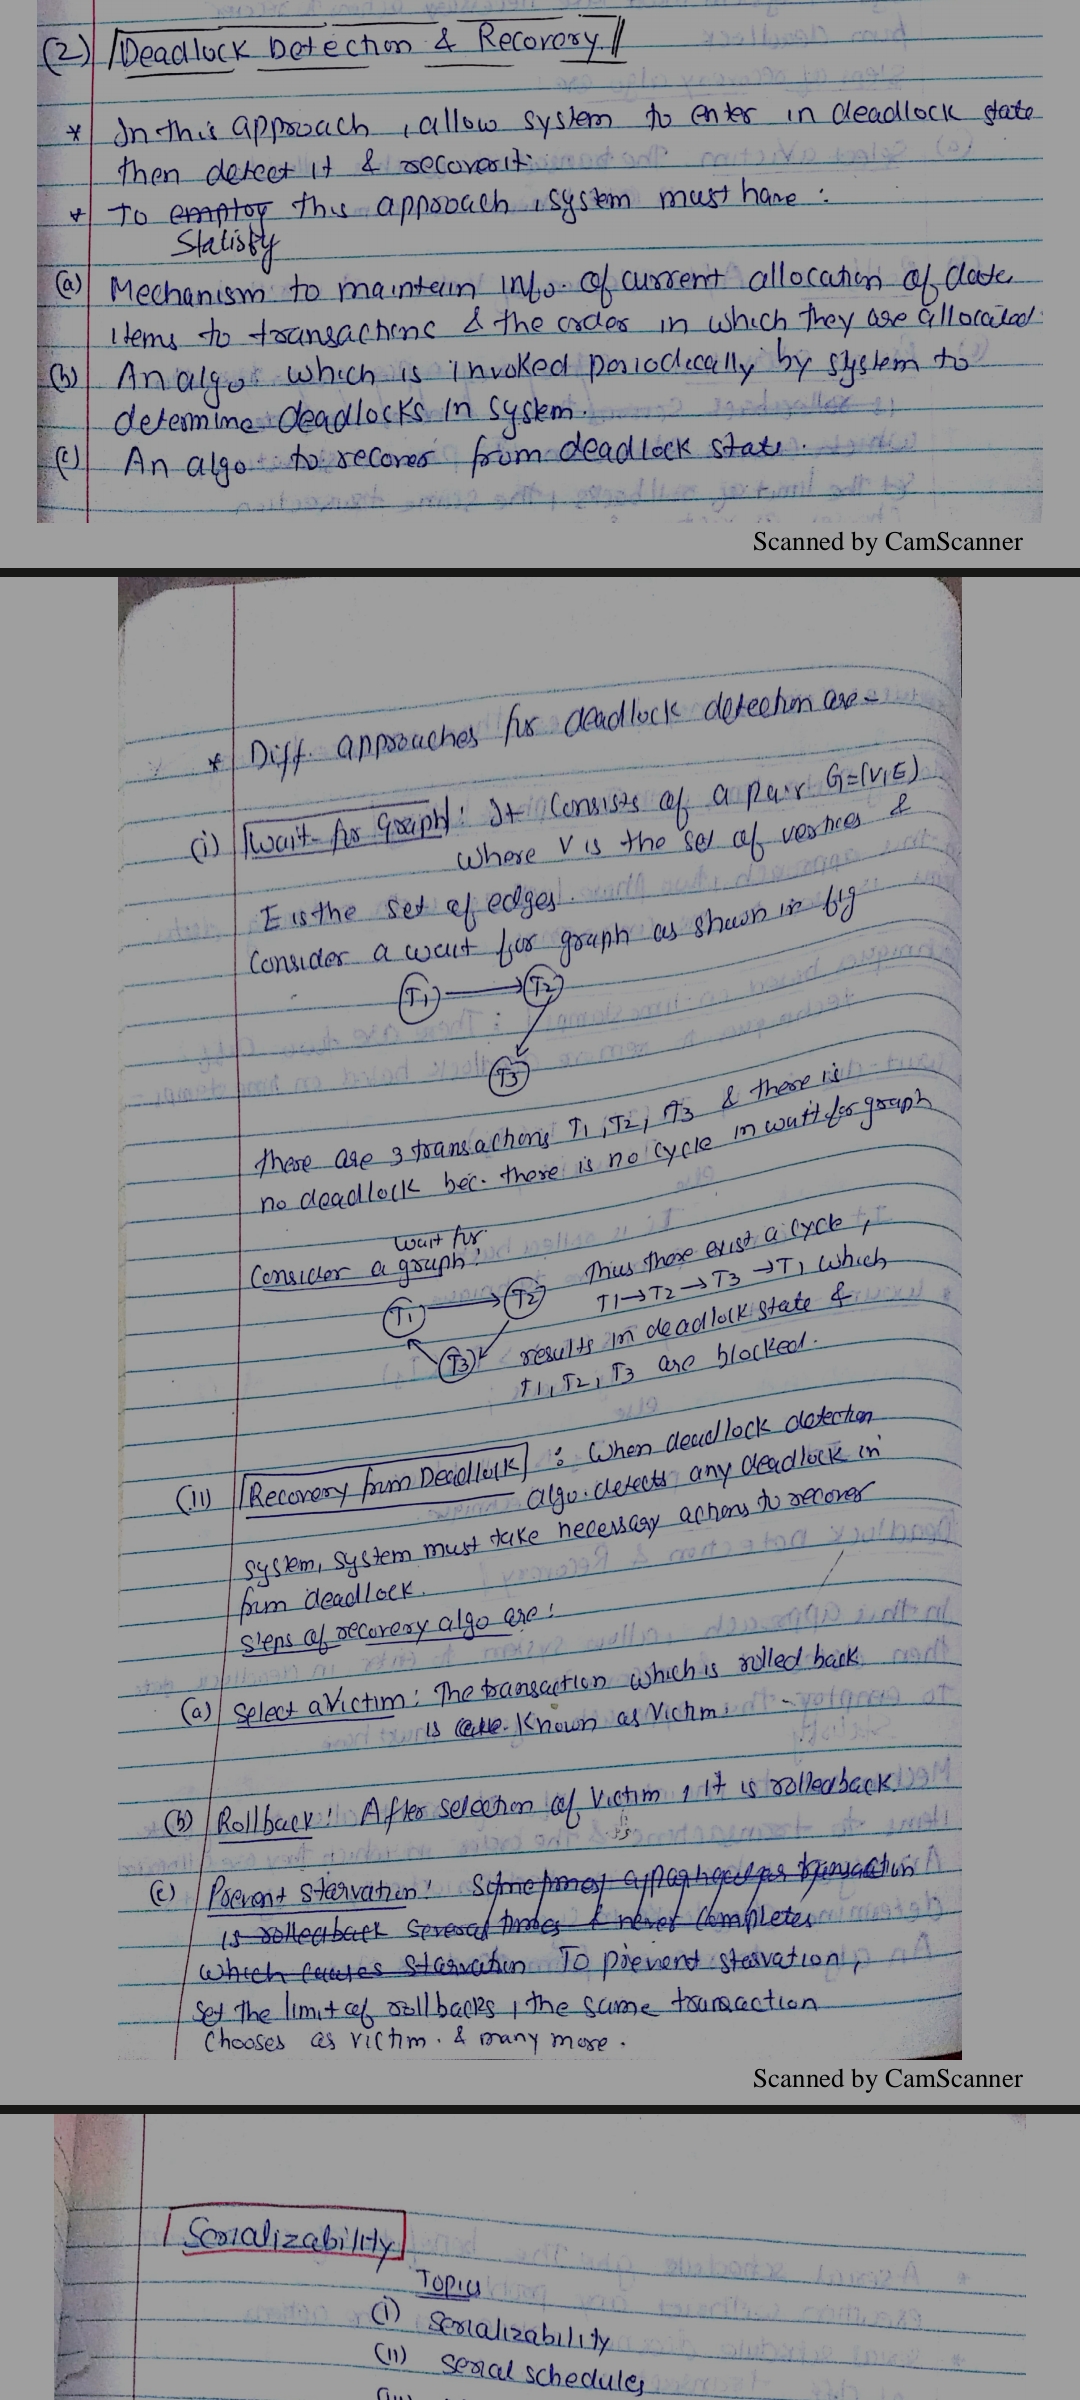 (2) Deadlock Detection & Recovery
* In this approach, allow system to enter in deadlock state
then detect it & recover it.
* To employ this approach, system must have :
Statisfy
(a) Mechanism to maintain info. of current allocation of data
items to transactions & the order in which they are allocated.
(b) An algo. which is invoked periodically by system to
determine deadlocks in system.
(c) An algo to recover from deadlock state.
Scanned by CamScanner
* Diff. approaches for deadlock detection are -
(i) Wait-for Graph : It consists of a pair G=(V,E)
where V is the set of vertices &
E is the set of edges.
Consider a wait for graph as shown in fig
T1 T2
T3
there are 3 transactions T1, T2, T3 & there is
no deadlock bec. there is no cycle in wait for graph
wait for
Consider a graph :
Thus there exist a cycle,
T1 T2
T1→T2→T3→T1 which
T3
results in deadlock state &
T1, T2, T3 are blocked.
(ii) Recovery from Deadlock : When deadlock detection
algo. detects any deadlock in
system, system must take necessary actions to recover
from deadlock.
Steps of recovery algo are :
(a) Select a Victim : The transaction which is rolled back
is known as Victim.
(b) Rollback : After selection of Victim, it is rolledback
(c) Prevent Starvation : Sometimes transaction
is rolledback several times & never completes
which causes starvation To prevent starvation,
set the limit of rollbacks, the same transaction
Chooses as victim. & many more.
Scanned by CamScanner
Serializability
Topics
(i) Serializability
(ii) Serial schedules